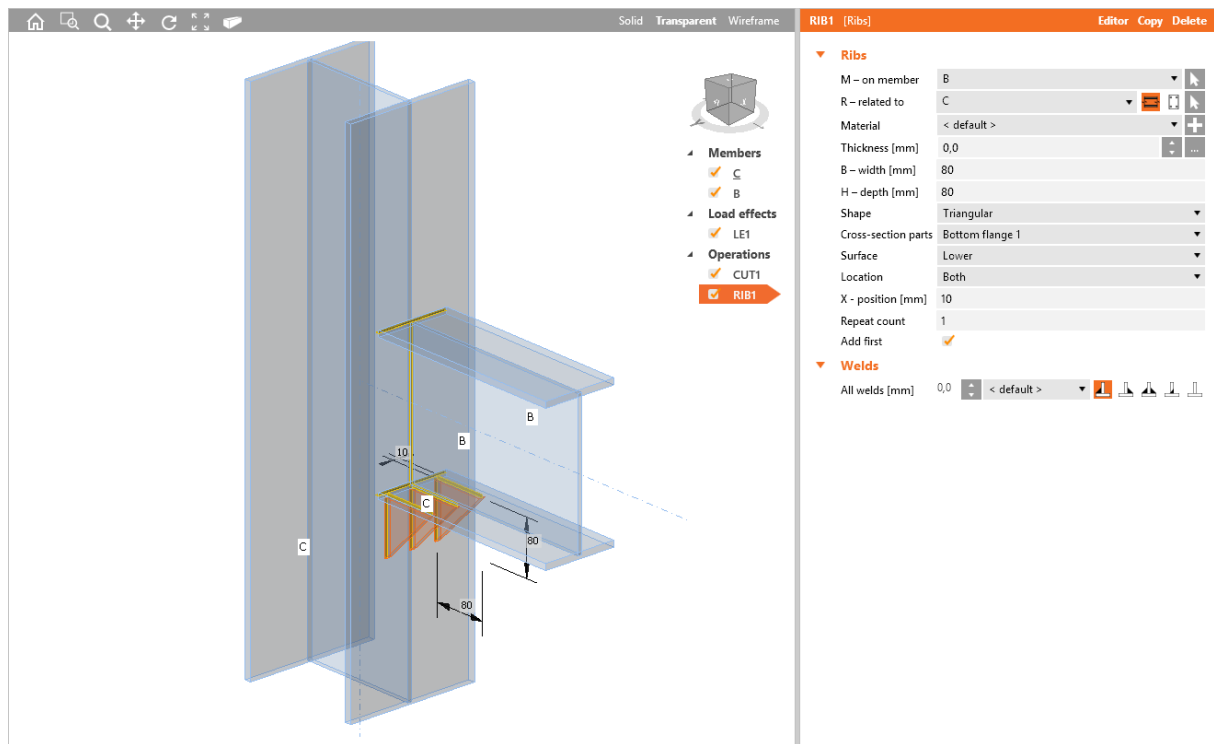 Solid Transparent Wireframe
RIB1 [Ribs] Editor Copy Delete
Members
C
B
Load effects
LE1
Operations
CUT1
RIB1
B
B
10
C
C
80
80
Ribs
M – on member B
R – related to C
Material < default >
Thickness [mm] 0,0 ...
B – width [mm] 80
H – depth [mm] 80
Shape Triangular
Cross-section parts Bottom flange 1
Surface Lower
Location Both
X - position [mm] 10
Repeat count 1
Add first
Welds
All welds [mm] 0,0 < default >